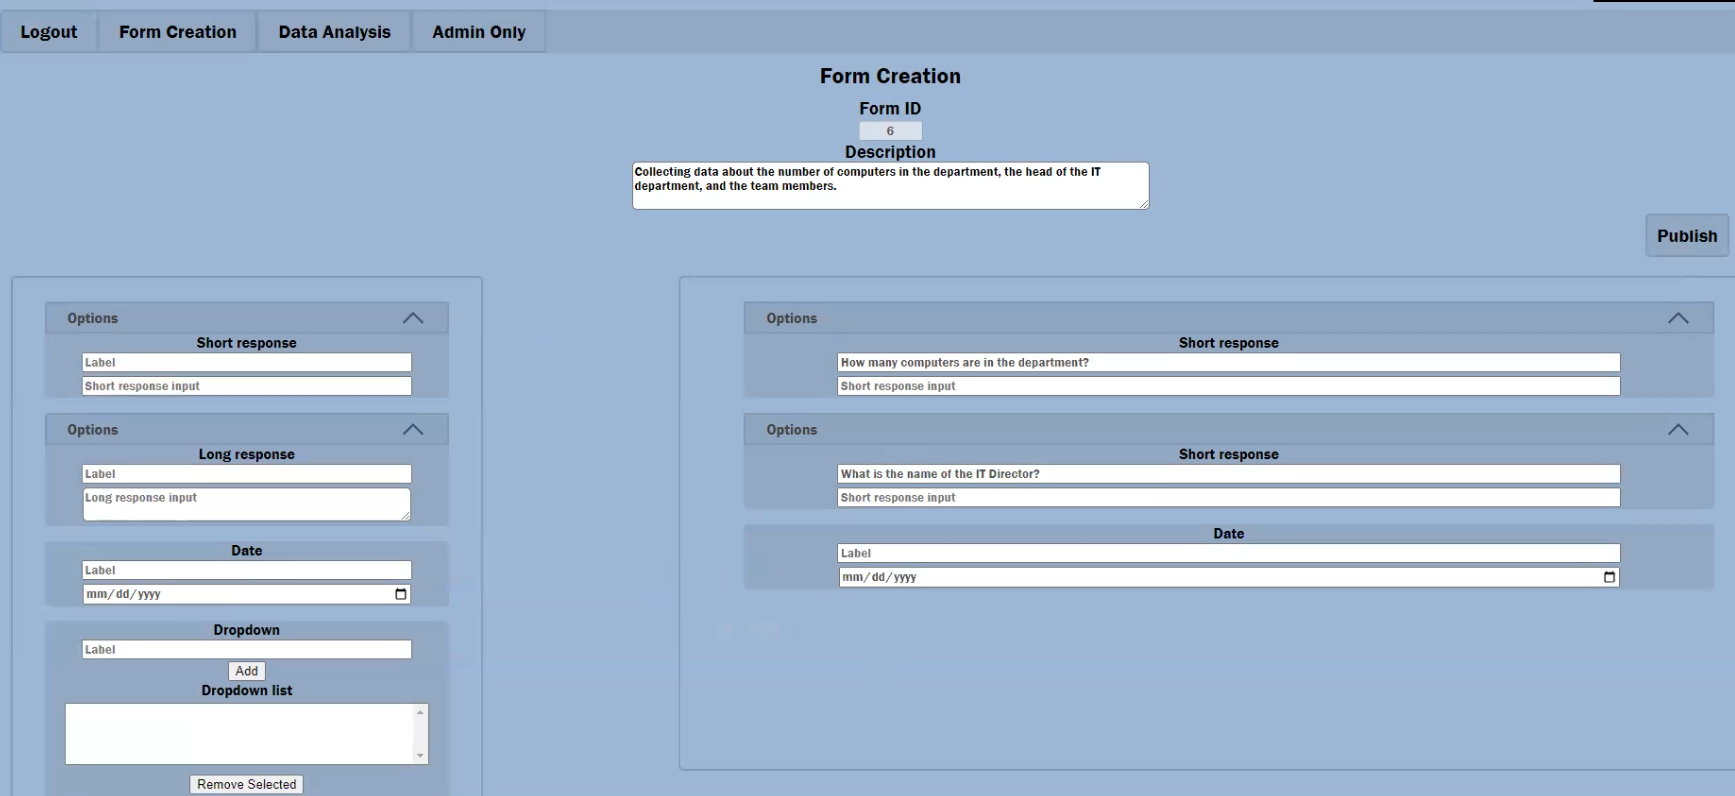 Logout Form Creation Data Analysis Admin Only
Form Creation
Form ID
6
Description
Collecting data about the number of computers in the department, the head of the IT
department, and the team members.
Publish
Options
Short response
Label
Short response input
Options
Long response
Label
Long response input
Date
Label
mm/dd/yyyy
Dropdown
Label
Add
Dropdown list
Remove Selected
Options
Short response
How many computers are in the department?
Short response input
Options
Short response
What is the name of the IT Director?
Short response input
Date
Label
mm/dd/yyyy